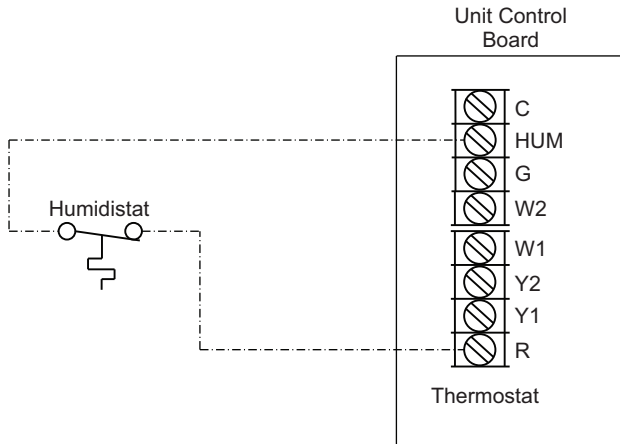 Unit Control
Board
C
HUM
G
Humidistat
W2
W1
Y2
Y1
R
Thermostat